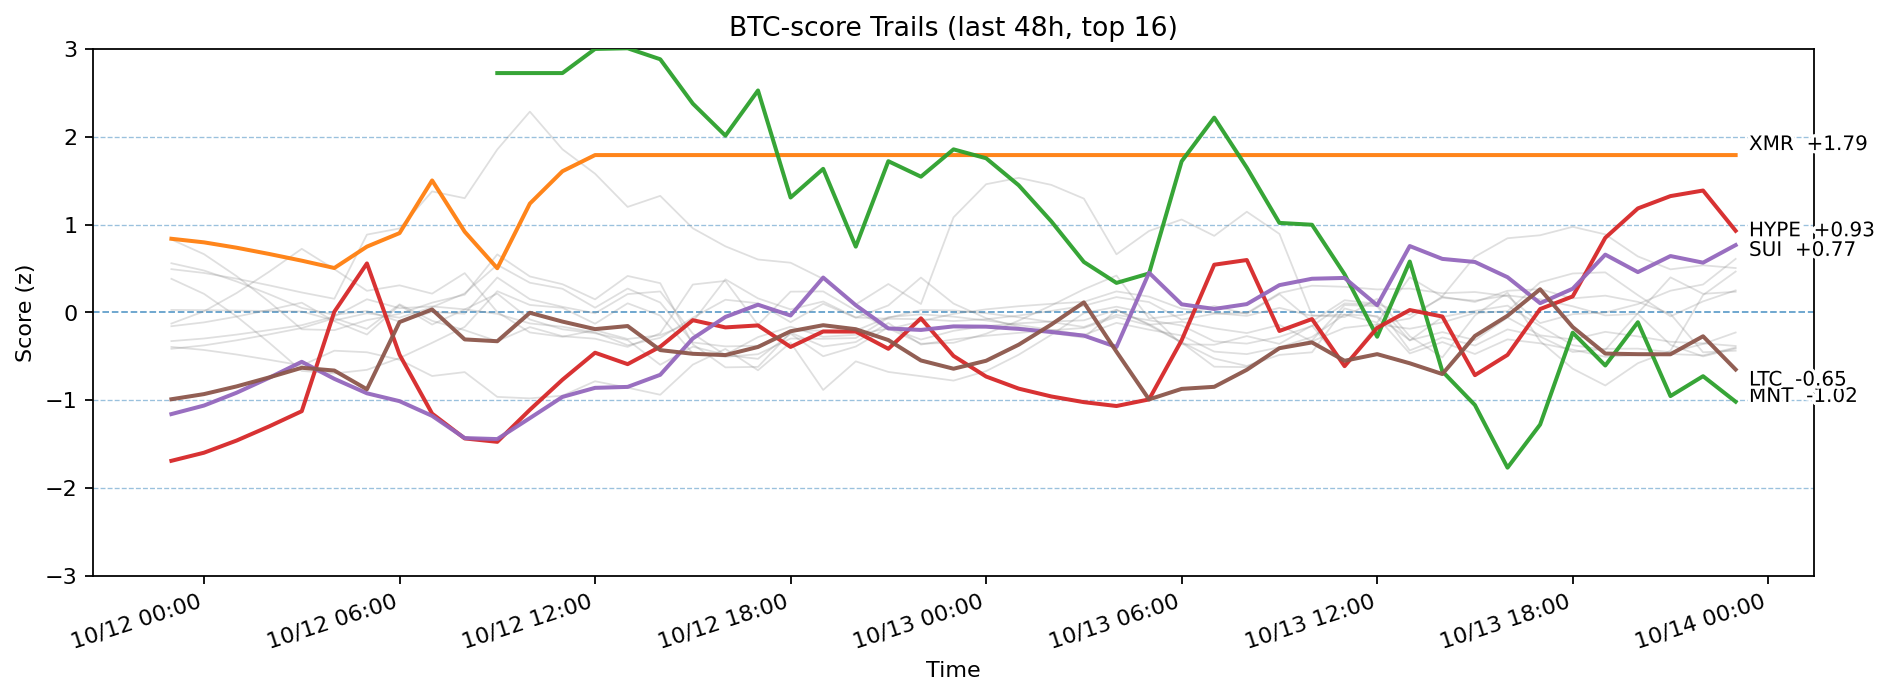 BTC-score Trails (last 48h, top 16)
Score (z)
3
2
1
0
−1
−2
−3
XMR +1.79
HYPE +0.93
SUI +0.77
LTC -0.65
MNT -1.02
10/12 00:00
10/12 06:00
10/12 12:00
10/12 18:00
10/13 00:00
10/13 06:00
10/13 12:00
10/13 18:00
10/14 00:00
Time